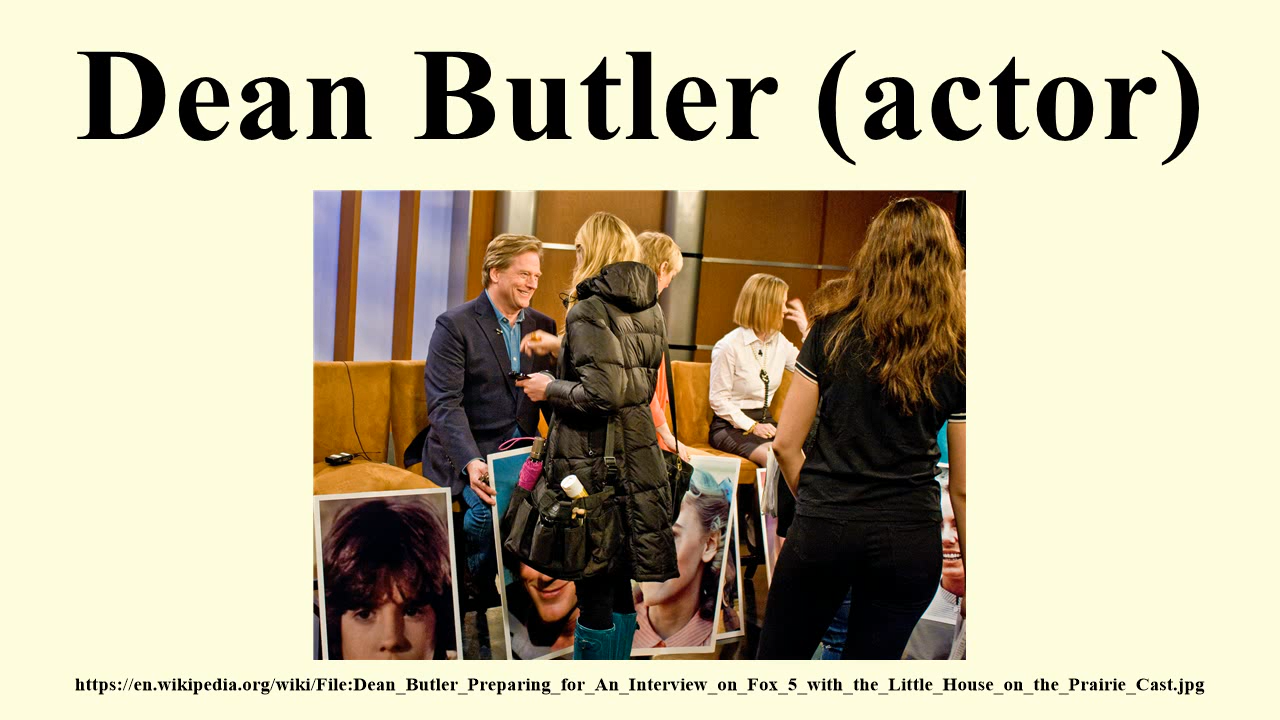 Dean Butler (actor)
https://en.wikipedia.org/wiki/File:Dean_Butler_Preparing_for_An_Interview_on_Fox_5_with_the_Little_House_on_the_Prairie_Cast.jpg